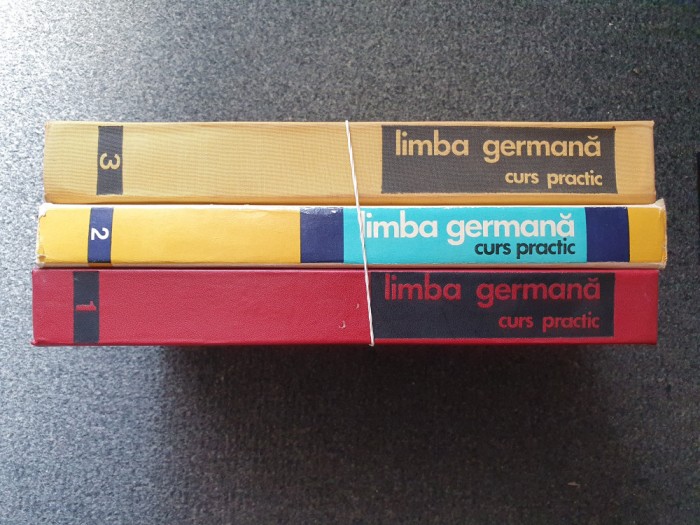 3
limba germană
curs practic
2
limba germană
curs practic
1
limba germană
curs practic